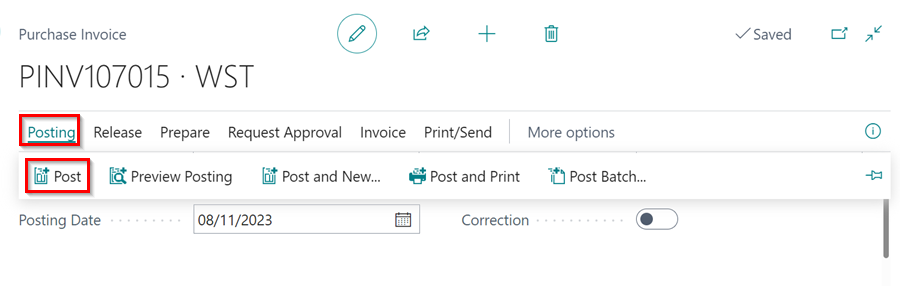 Purchase Invoice
Saved
PINV107015 · WST
Posting Release Prepare Request Approval Invoice Print/Send More options
Post Preview Posting Post and New... Post and Print Post Batch...
Posting Date 08/11/2023 Correction